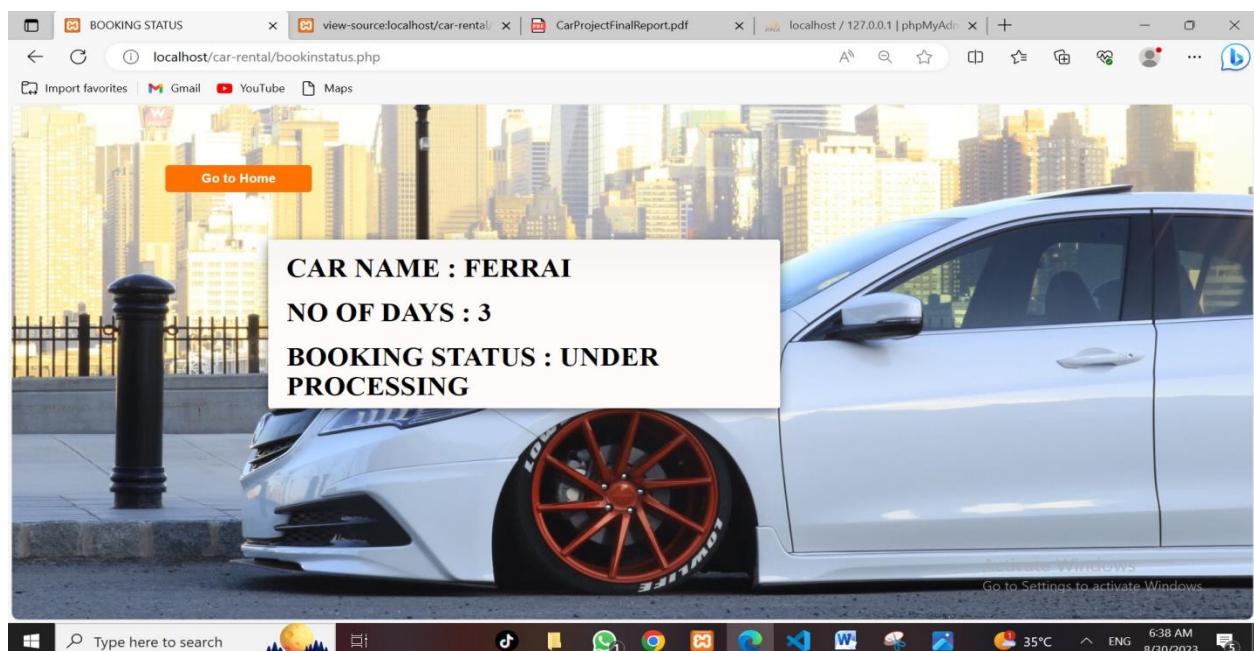 BOOKING STATUS
view-source:localhost/car-rental/
CarProjectFinalReport.pdf
localhost / 127.0.0.1 | phpMyAdn
localhost/car-rental/bookinstatus.php
Import favorites
Gmail
YouTube
Maps
Go to Home
CAR NAME : FERRAI
NO OF DAYS : 3
BOOKING STATUS : UNDER
PROCESSING
LOWLIFE
Activate Windows
Go to Settings to activate Windows.
Type here to search
35°C
ENG
6:38 AM
8/30/2023